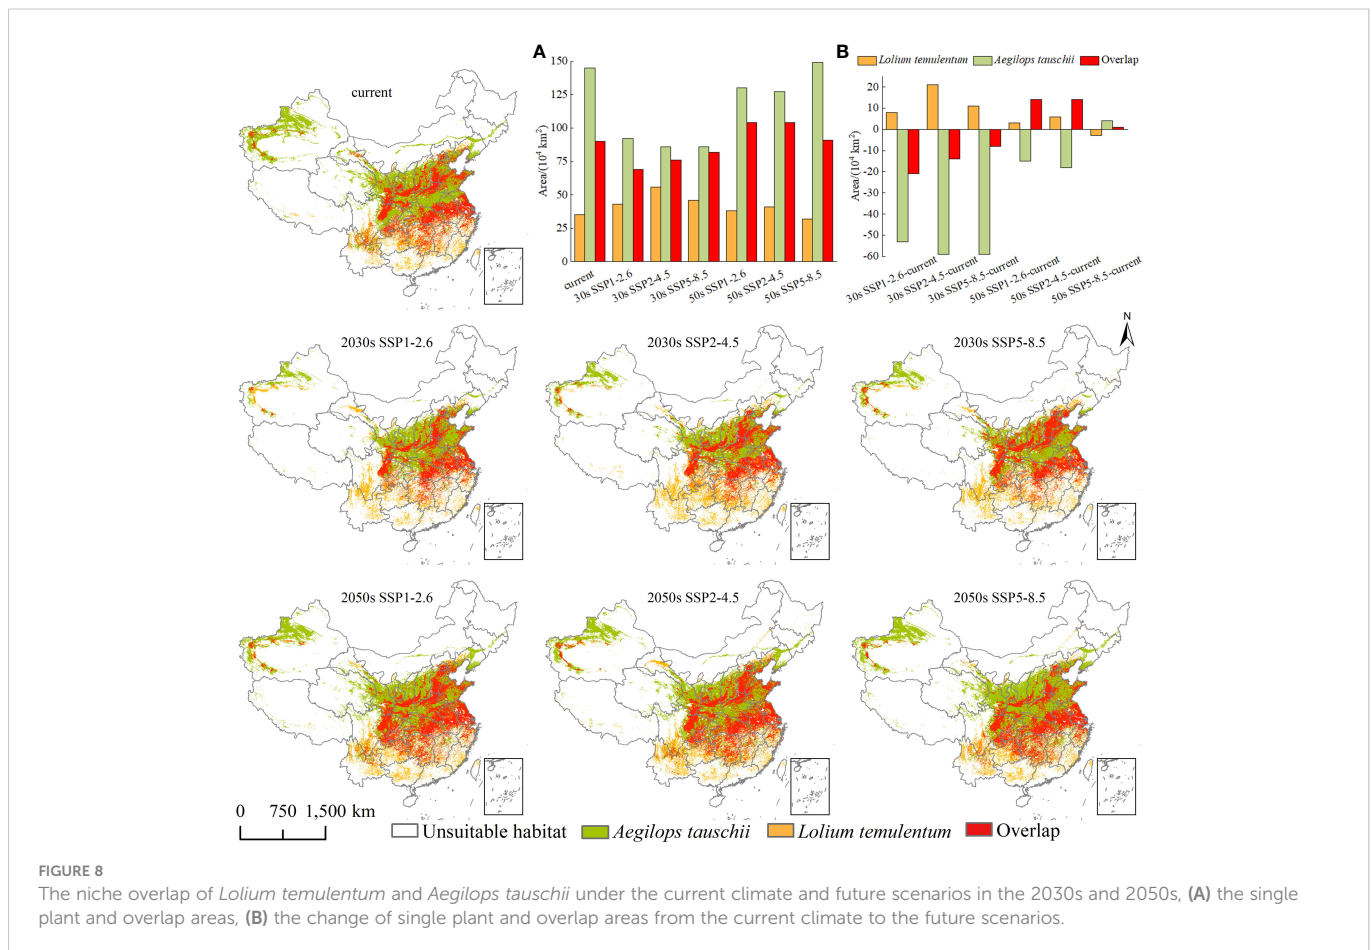 A
B
Lolium temulentum Aegilops tauschii Overlap
current
150
125
100
75
50
25
0
Area/(10⁴ km²)
current
30s SSP1-2.6
30s SSP2-4.5
30s SSP5-8.5
50s SSP1-2.6
50s SSP2-4.5
50s SSP5-8.5
20
10
0
-10
-20
-30
-40
-50
-60
Area/(10⁴ km²)
30s SSP1-2.6-current
30s SSP2-4.5-current
30s SSP5-8.5-current
50s SSP1-2.6-current
50s SSP2-4.5-current
50s SSP5-8.5-current
N
2030s SSP1-2.6
2030s SSP2-4.5
2030s SSP5-8.5
2050s SSP1-2.6
2050s SSP2-4.5
2050s SSP5-8.5
0 750 1,500 km
Unsuitable habitat Aegilops tauschii Lolium temulentum Overlap
FIGURE 8
The niche overlap of Lolium temulentum and Aegilops tauschii under the current climate and future scenarios in the 2030s and 2050s, (A) the single
plant and overlap areas, (B) the change of single plant and overlap areas from the current climate to the future scenarios.